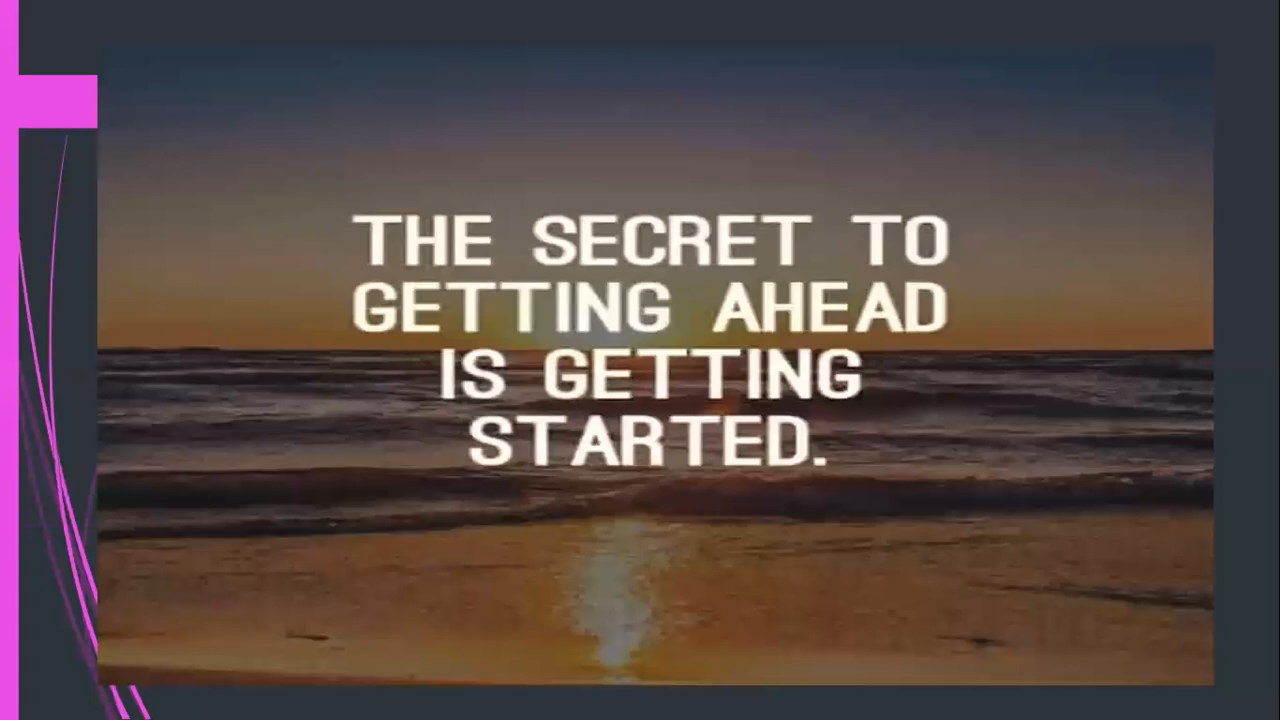 THE SECRET TO
GETTING AHEAD
IS GETTING
STARTED.